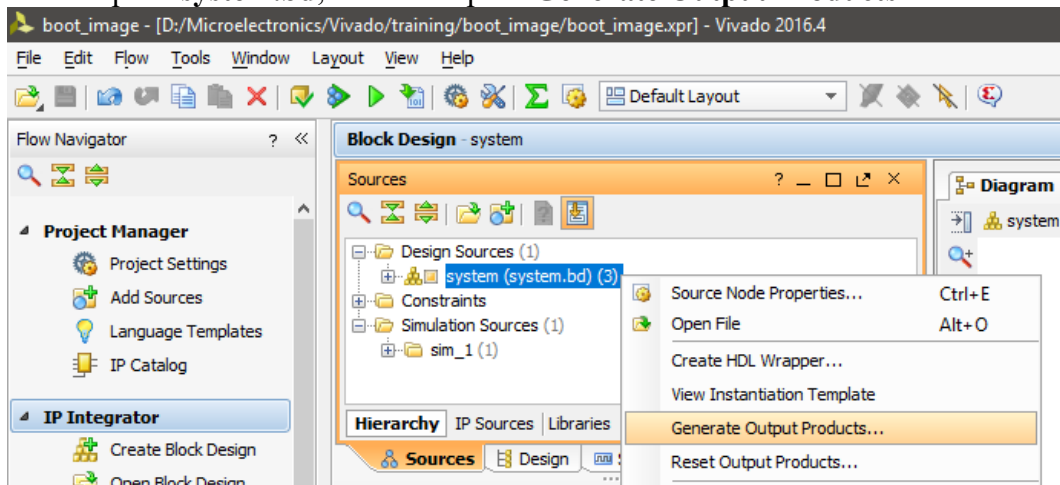 boot_image - [D:/Microelectronics/Vivado/training/boot_image/boot_image.xpr] - Vivado 2016.4
File Edit Flow Tools Window Layout View Help
Default Layout
Flow Navigator ? «
Project Manager
Project Settings
Add Sources
Language Templates
IP Catalog
IP Integrator
Create Block Design
Open Block Design
Block Design - system
Sources ?
Design Sources (1)
system (system.bd) (3)
Constraints
Simulation Sources (1)
sim_1 (1)
Hierarchy IP Sources Libraries
Sources Design
Diagram
system
Source Node Properties... Ctrl+E
Open File Alt+O
Create HDL Wrapper...
View Instantiation Template
Generate Output Products...
Reset Output Products...